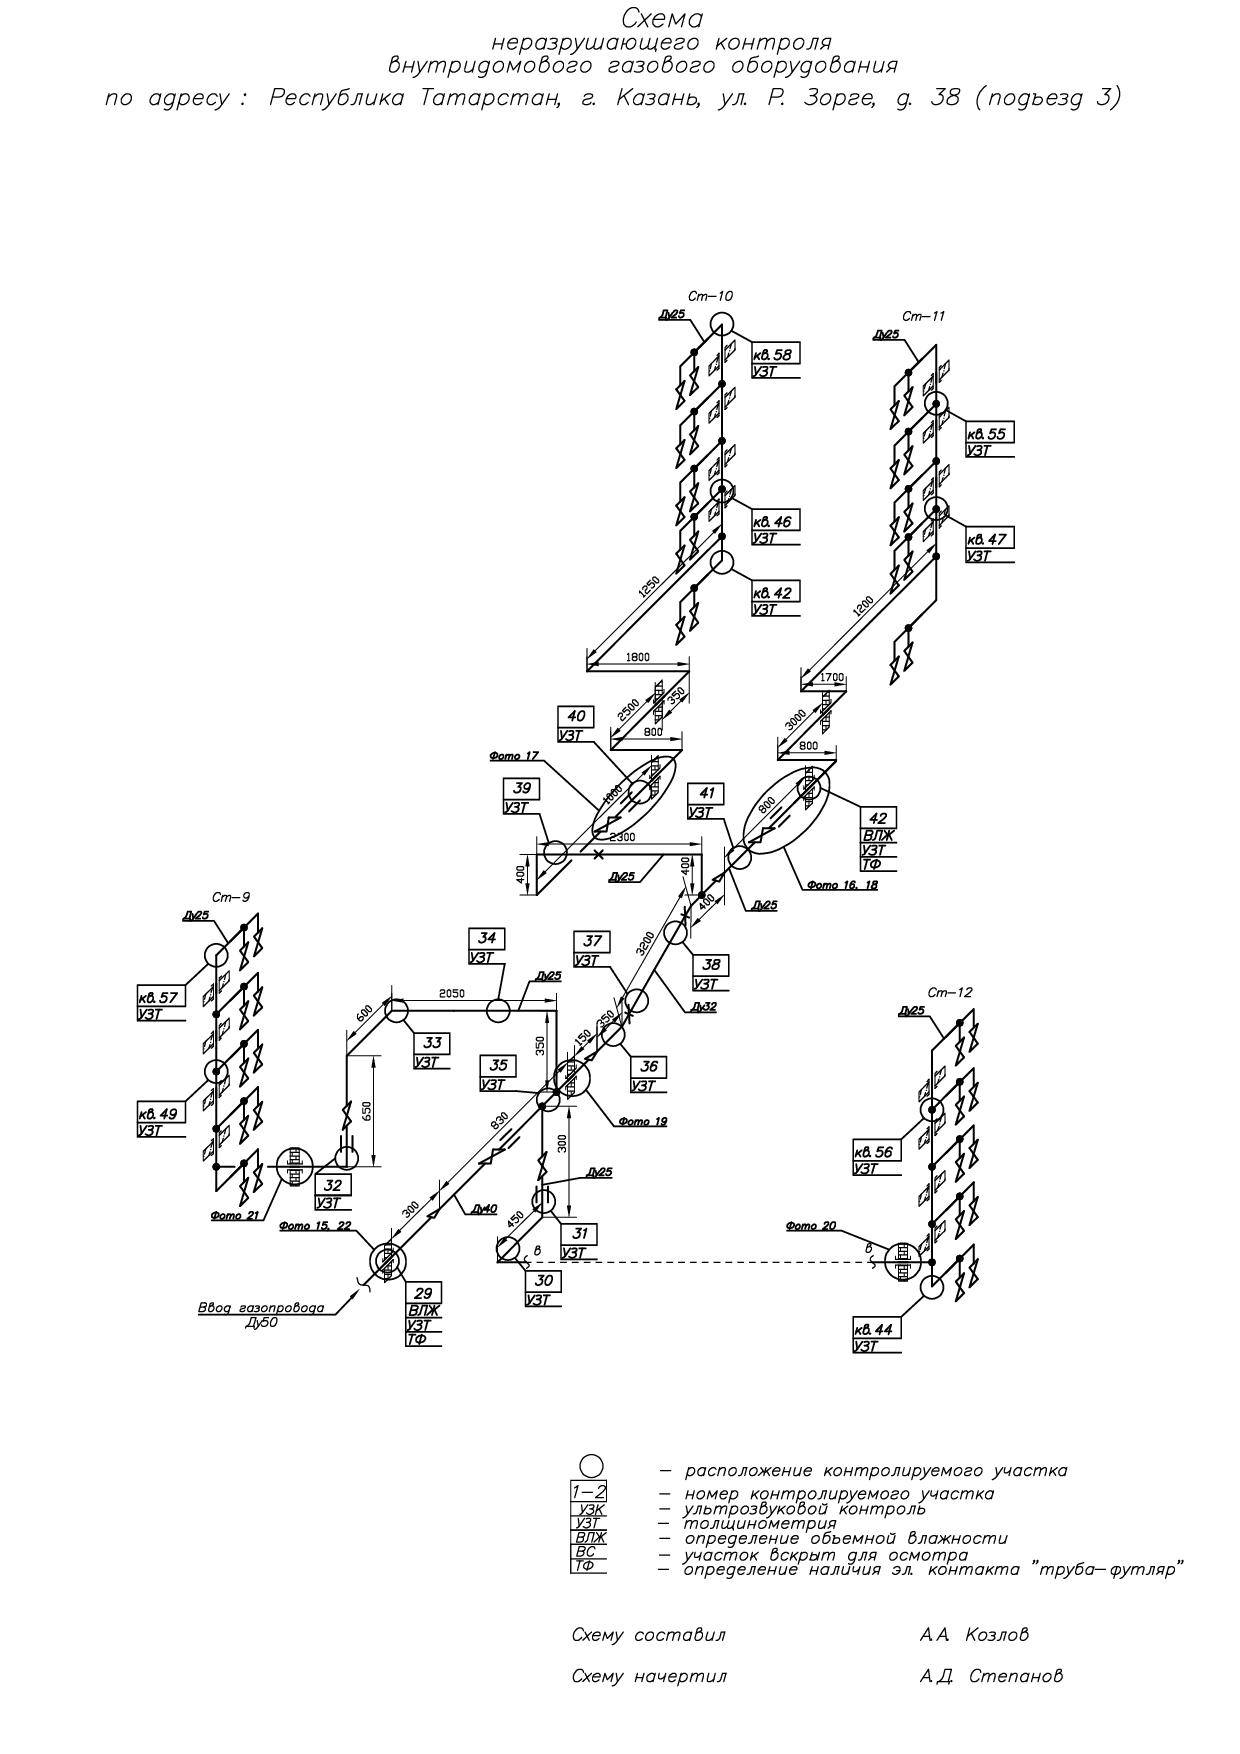 Схема
неразрушающего контроля
внутридомового газового оборудования
по адресу : Республика Татарстан, г. Казань, ул. Р. Зорге, д. 38 (подъезд 3)
Ст-10
Ду25
кв.58
УЗТ
Ст-11
Ду25
кв.55
УЗТ
кв.46
УЗТ
кв.47
УЗТ
кв.42
УЗТ
1250
1200
1800
1700
350
2500
3000
800
800
40
УЗТ
Фото 17
39
УЗТ
1800
41
УЗТ
800
42
ВЛЖ
УЗТ
ТФ
2300
400
400
Ду25
Фото 16, 18
400
Ду25
Ст-9
Ду25
34
УЗТ
37
УЗТ
3200
38
УЗТ
кв.57
УЗТ
2050
Ду25
600
Ду32
Ст-12
Ду25
33
УЗТ
350
150
350
35
УЗТ
36
УЗТ
кв.49
УЗТ
650
830
Фото 19
300
кв.56
УЗТ
32
УЗТ
Ду25
Фото 21
Фото 15, 22
300
Ду40
450
31
УЗТ
Фото 20
в
в
30
УЗТ
29
ВЛЖ
УЗТ
ТФ
Ввод газопровода
Ду50
кв.44
УЗТ
– расположение контролируемого участка
1-2 – номер контролируемого участка
УЗК – ультрозвуковой контроль
УЗТ – толщинометрия
ВЛЖ – определение объемной влажности
ВС – участок вскрыт для осмотра
ТФ – определение наличия эл. контакта "труба-футляр"
Схему составил А.А. Козлов
Схему начертил А.Д. Степанов